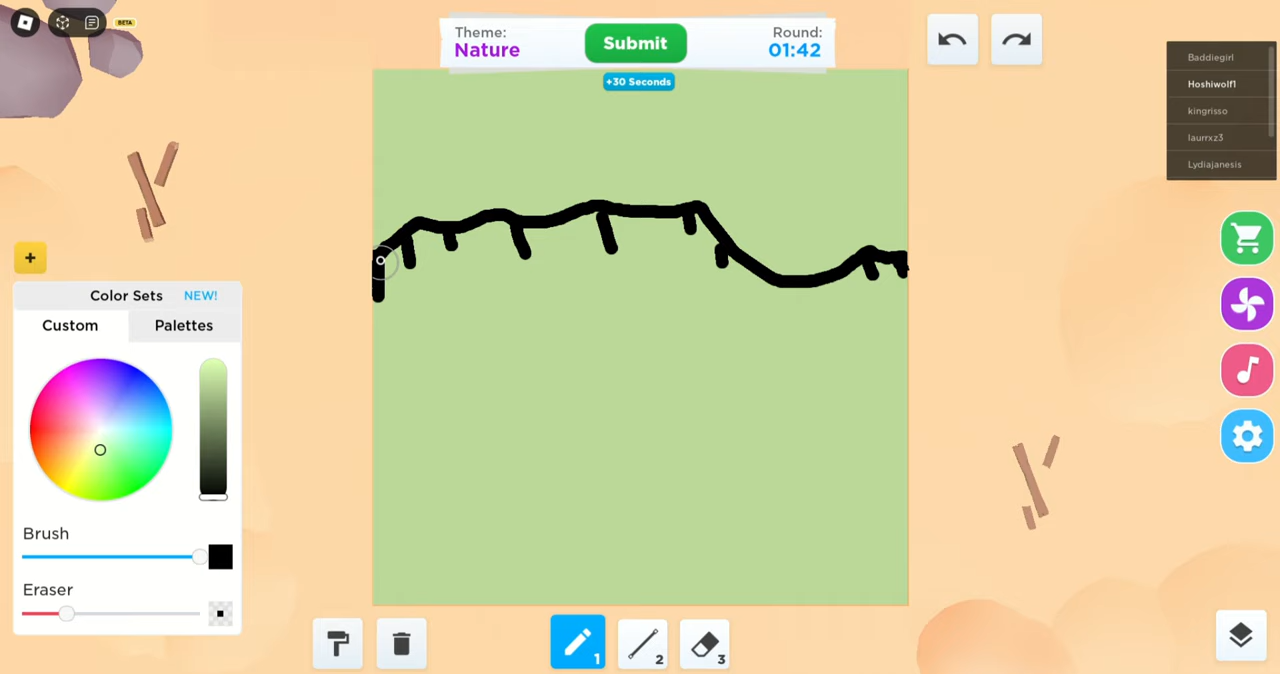 BETA
Theme:
Nature
Submit
Round:
01:42
+30 Seconds
Baddiegirl
Hoshiwolf1
kingrisso
laurrxz3
Lydiajanesis
+
Color Sets NEW!
Custom
Palettes
Brush
Eraser
1
2
3